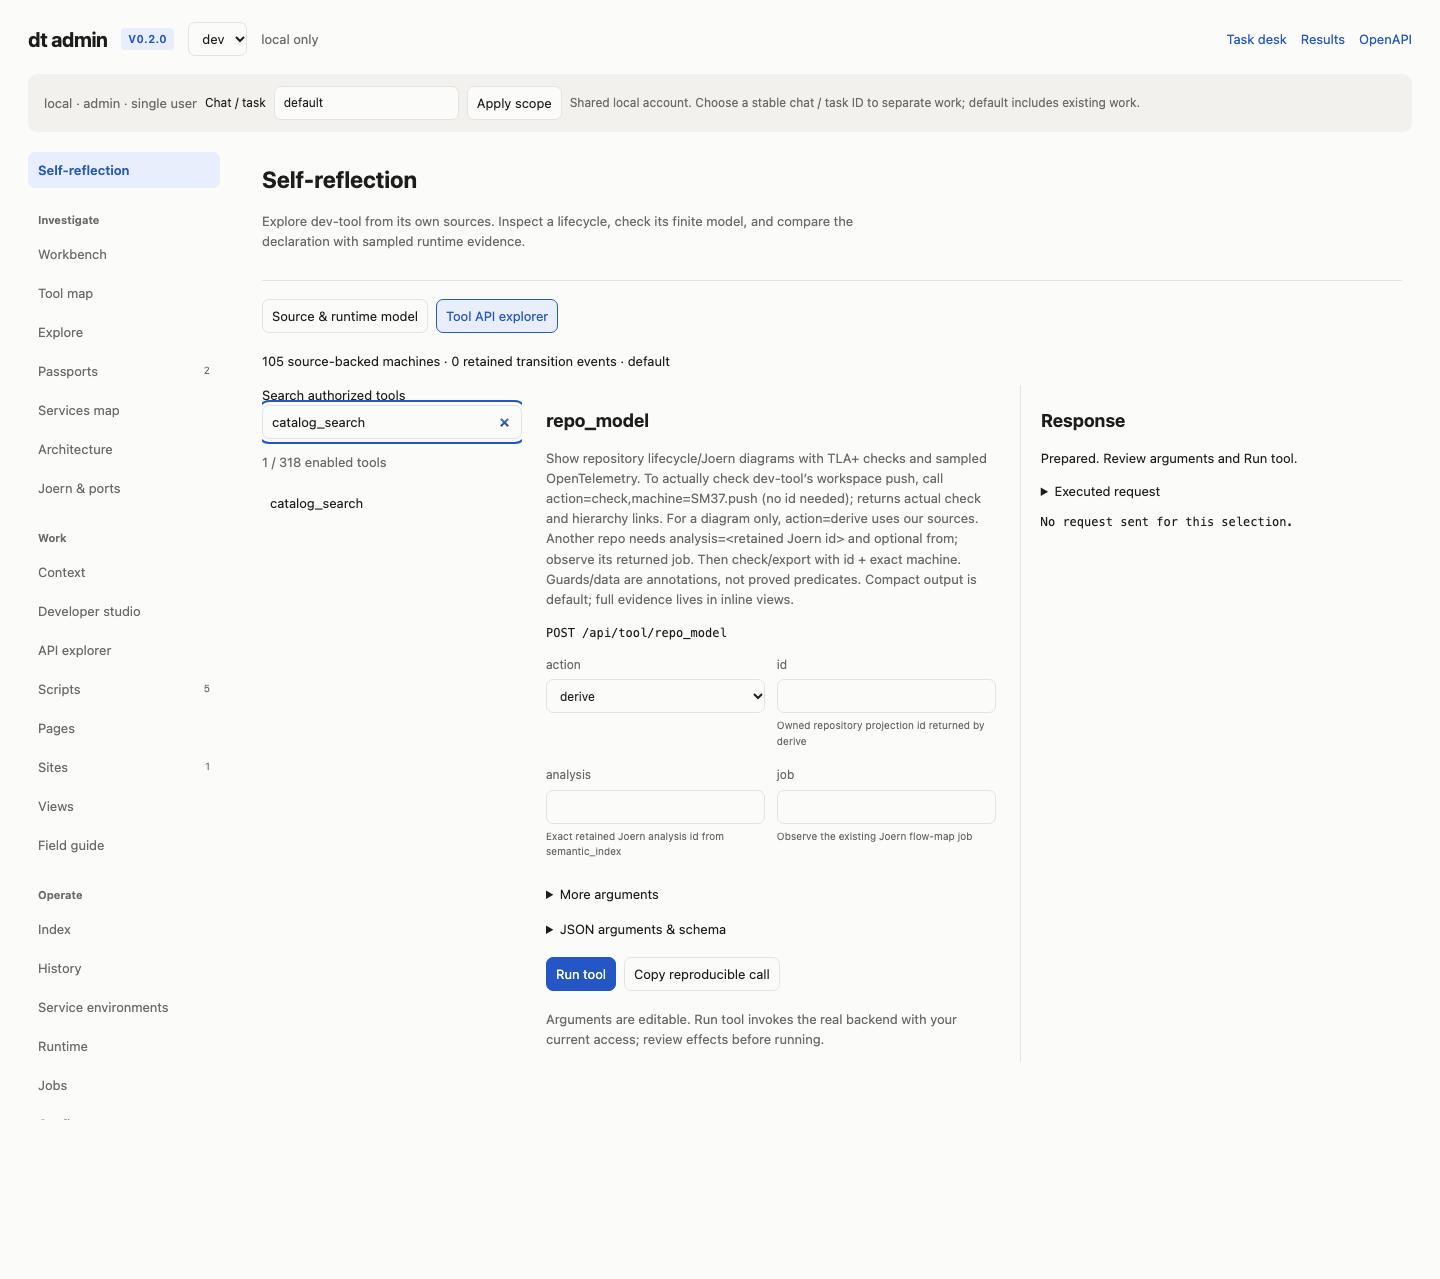 dt admin V0.2.0 dev local only Task desk Results OpenAPI
local · admin · single user Chat / task default Apply scope Shared local account. Choose a stable chat / task ID to separate work; default includes existing work.
Self-reflection
Investigate
Workbench
Tool map
Explore
Passports 2
Services map
Architecture
Joern & ports
Work
Context
Developer studio
API explorer
Scripts 5
Pages
Sites 1
Views
Field guide
Operate
Index
History
Service environments
Runtime
Jobs
Self-reflection
Explore dev-tool from its own sources. Inspect a lifecycle, check its finite model, and compare the
declaration with sampled runtime evidence.
Source & runtime model Tool API explorer
105 source-backed machines · 0 retained transition events · default
Search authorized tools
catalog_search ×
1 / 318 enabled tools
catalog_search
repo_model
Show repository lifecycle/Joern diagrams with TLA+ checks and sampled
OpenTelemetry. To actually check dev-tool's workspace push, call
action=check,machine=SM37.push (no id needed); returns actual check
and hierarchy links. For a diagram only, action=derive uses our sources.
Another repo needs analysis=<retained Joern id> and optional from;
observe its returned job. Then check/export with id + exact machine.
Guards/data are annotations, not proved predicates. Compact output is
default; full evidence lives in inline views.
POST /api/tool/repo_model
action id
derive
Owned repository projection id returned by
derive
analysis job
Exact retained Joern analysis id from
semantic_index
Observe the existing Joern flow-map job
More arguments
JSON arguments & schema
Run tool Copy reproducible call
Arguments are editable. Run tool invokes the real backend with your
current access; review effects before running.
Response
Prepared. Review arguments and Run tool.
Executed request
No request sent for this selection.